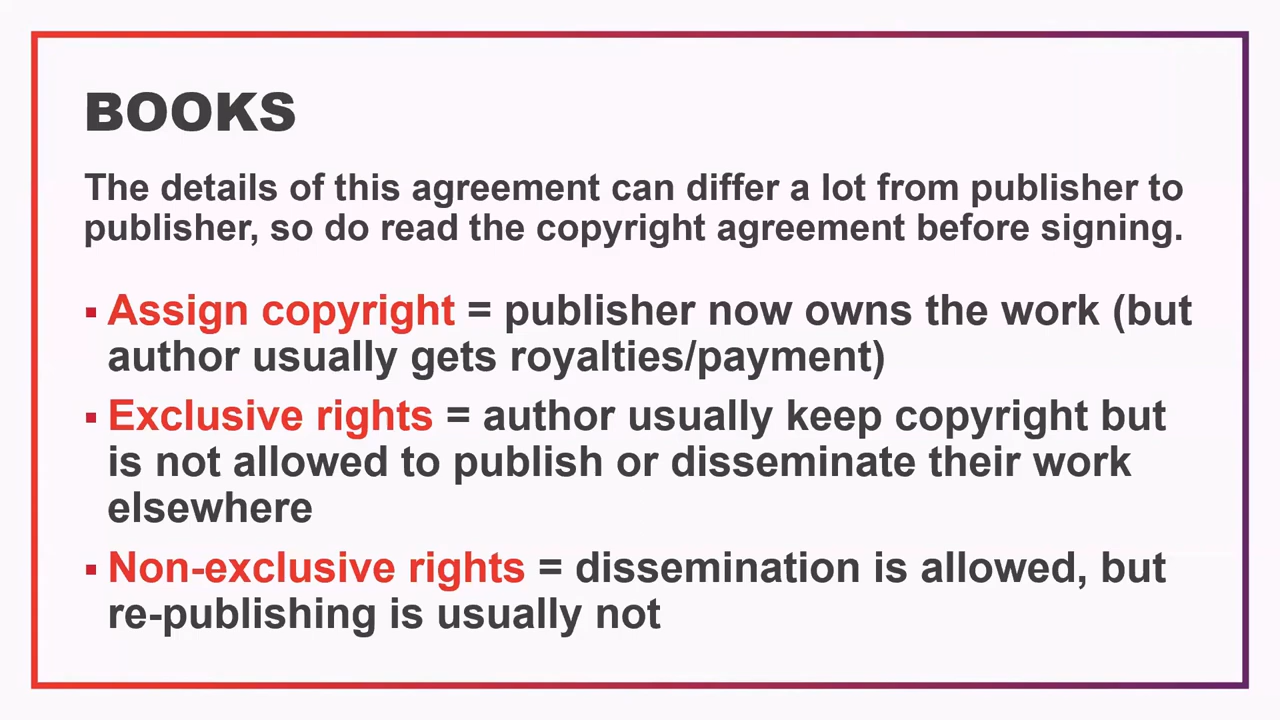 BOOKS
The details of this agreement can differ a lot from publisher to
publisher, so do read the copyright agreement before signing.
▪ Assign copyright = publisher now owns the work (but
author usually gets royalties/payment)
▪ Exclusive rights = author usually keep copyright but
is not allowed to publish or disseminate their work
elsewhere
▪ Non-exclusive rights = dissemination is allowed, but
re-publishing is usually not